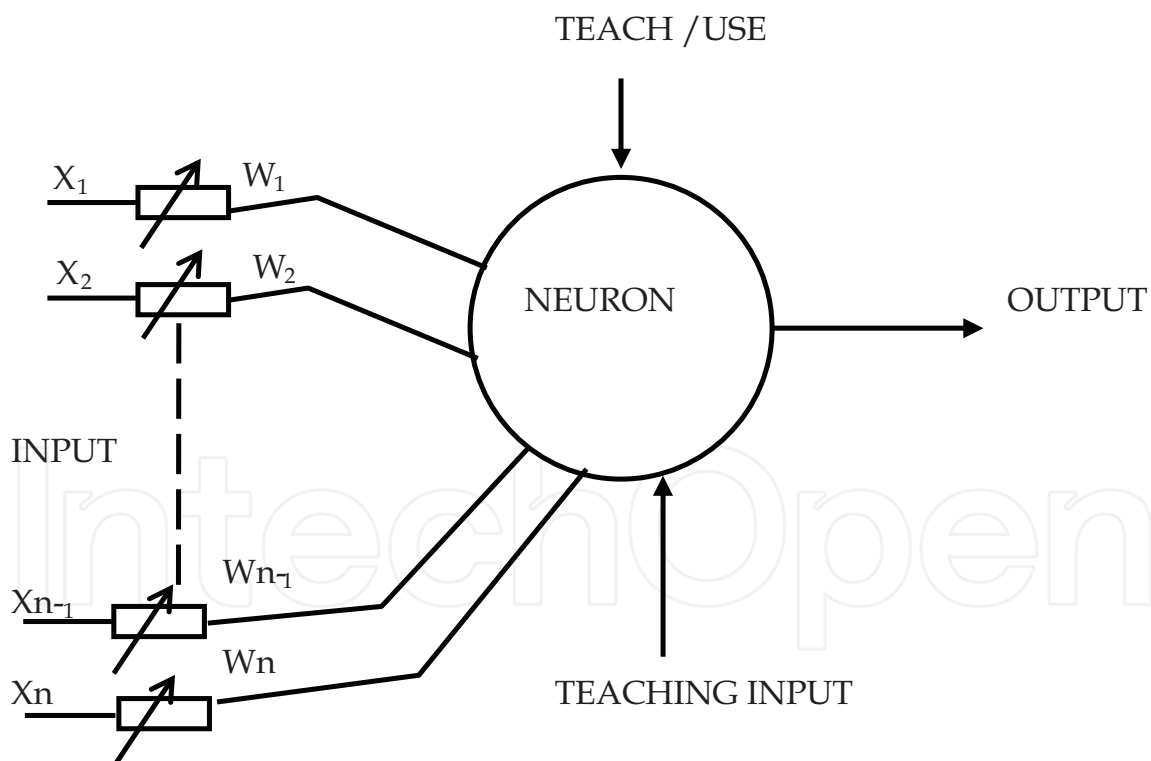 TEACH /USE
X₁
W₁
X₂
W₂
NEURON
OUTPUT
INPUT
IntechOpen
Wn-₁
Xn-₁
Wn
Xn
TEACHING INPUT